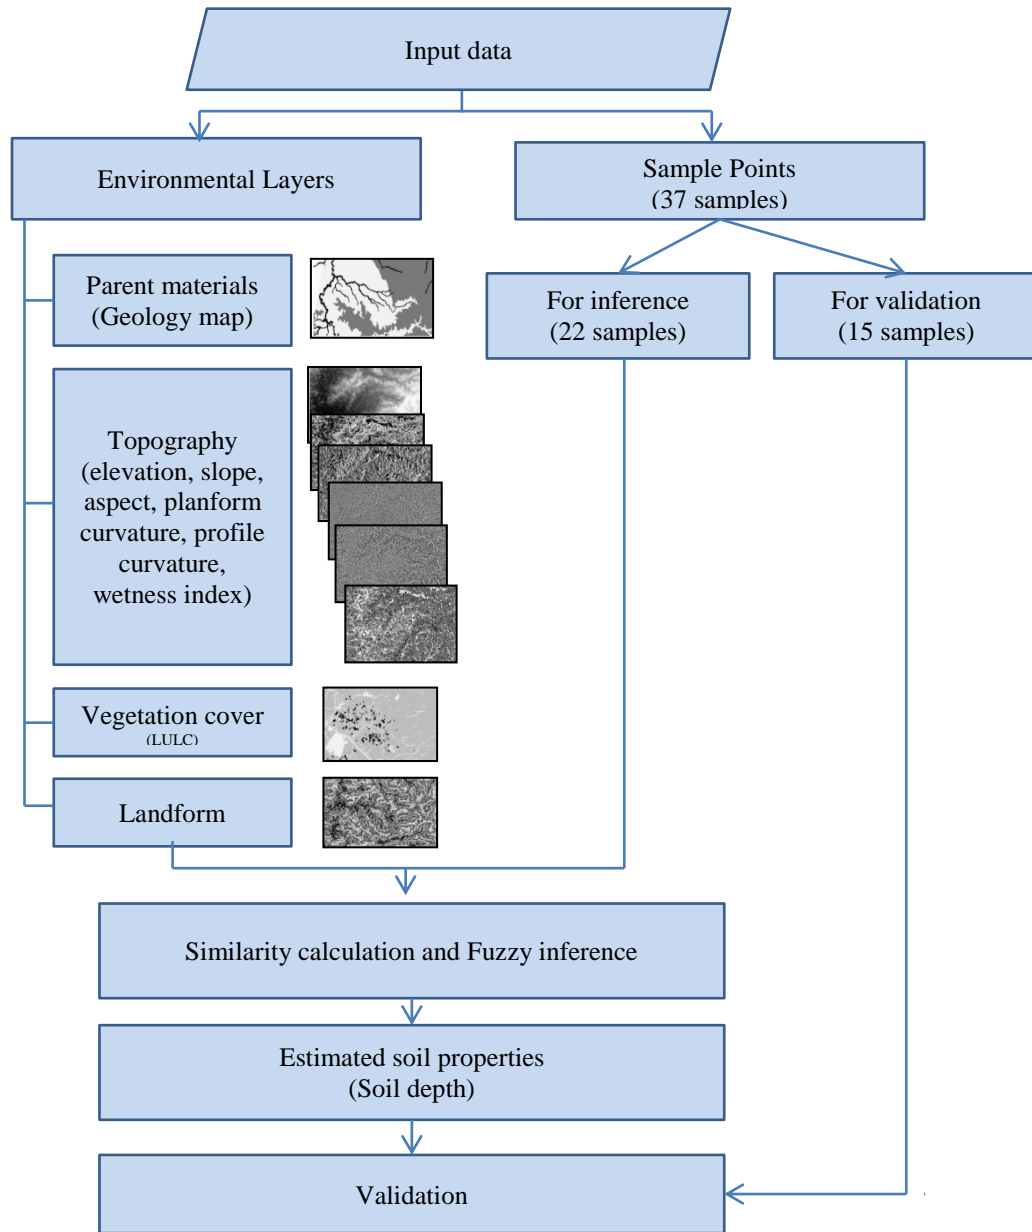 Input data
Environmental Layers
Sample Points
(37 samples)
Parent materials
(Geology map)
For inference
(22 samples)
For validation
(15 samples)
Topography
(elevation, slope,
aspect, planform
curvature, profile
curvature,
wetness index)
Vegetation cover
(LULC)
Landform
Similarity calculation and Fuzzy inference
Estimated soil properties
(Soil depth)
Validation